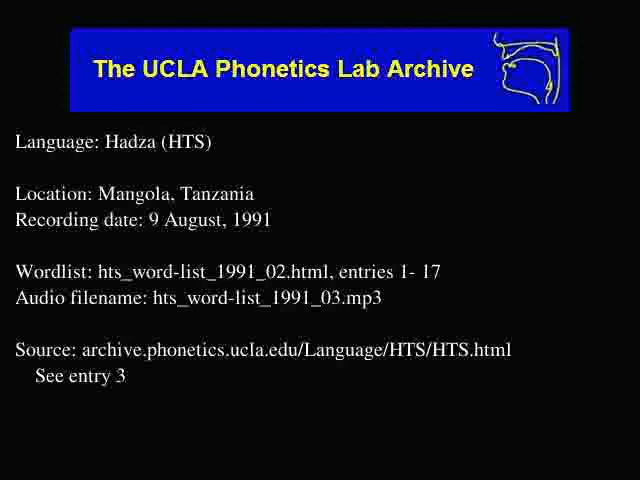 The UCLA Phonetics Lab Archive
Language: Hadza (HTS)
Location: Mangola, Tanzania
Recording date: 9 August, 1991
Wordlist: hts_word-list_1991_02.html, entries 1- 17
Audio filename: hts_word-list_1991_03.mp3
Source: archive.phonetics.ucla.edu/Language/HTS/HTS.html
See entry 3